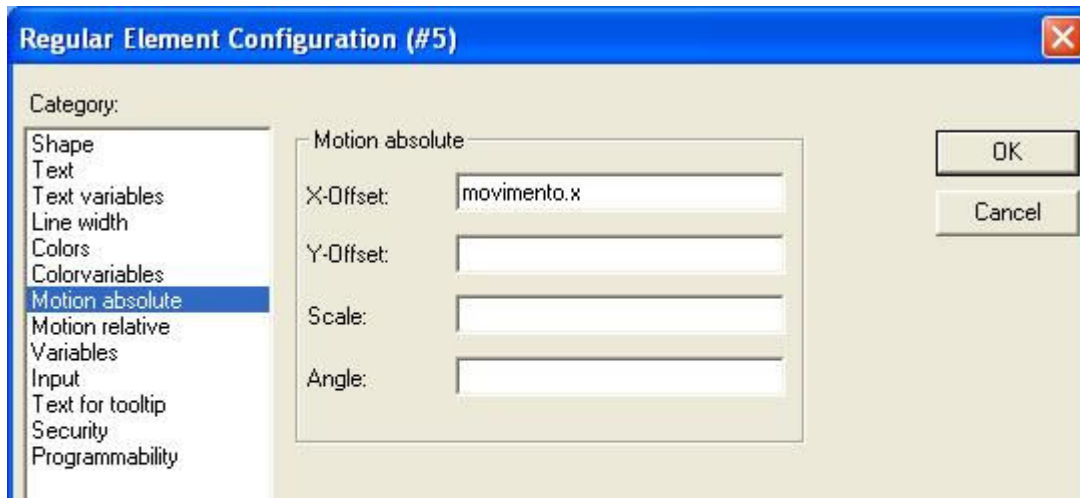 Regular Element Configuration (#5)
Category:
Shape
Text
Text variables
Line width
Colors
Colorvariables
Motion absolute
Motion relative
Variables
Input
Text for tooltip
Security
Programmability
Motion absolute
X-Offset: movimento.x
Y-Offset:
Scale:
Angle:
OK
Cancel